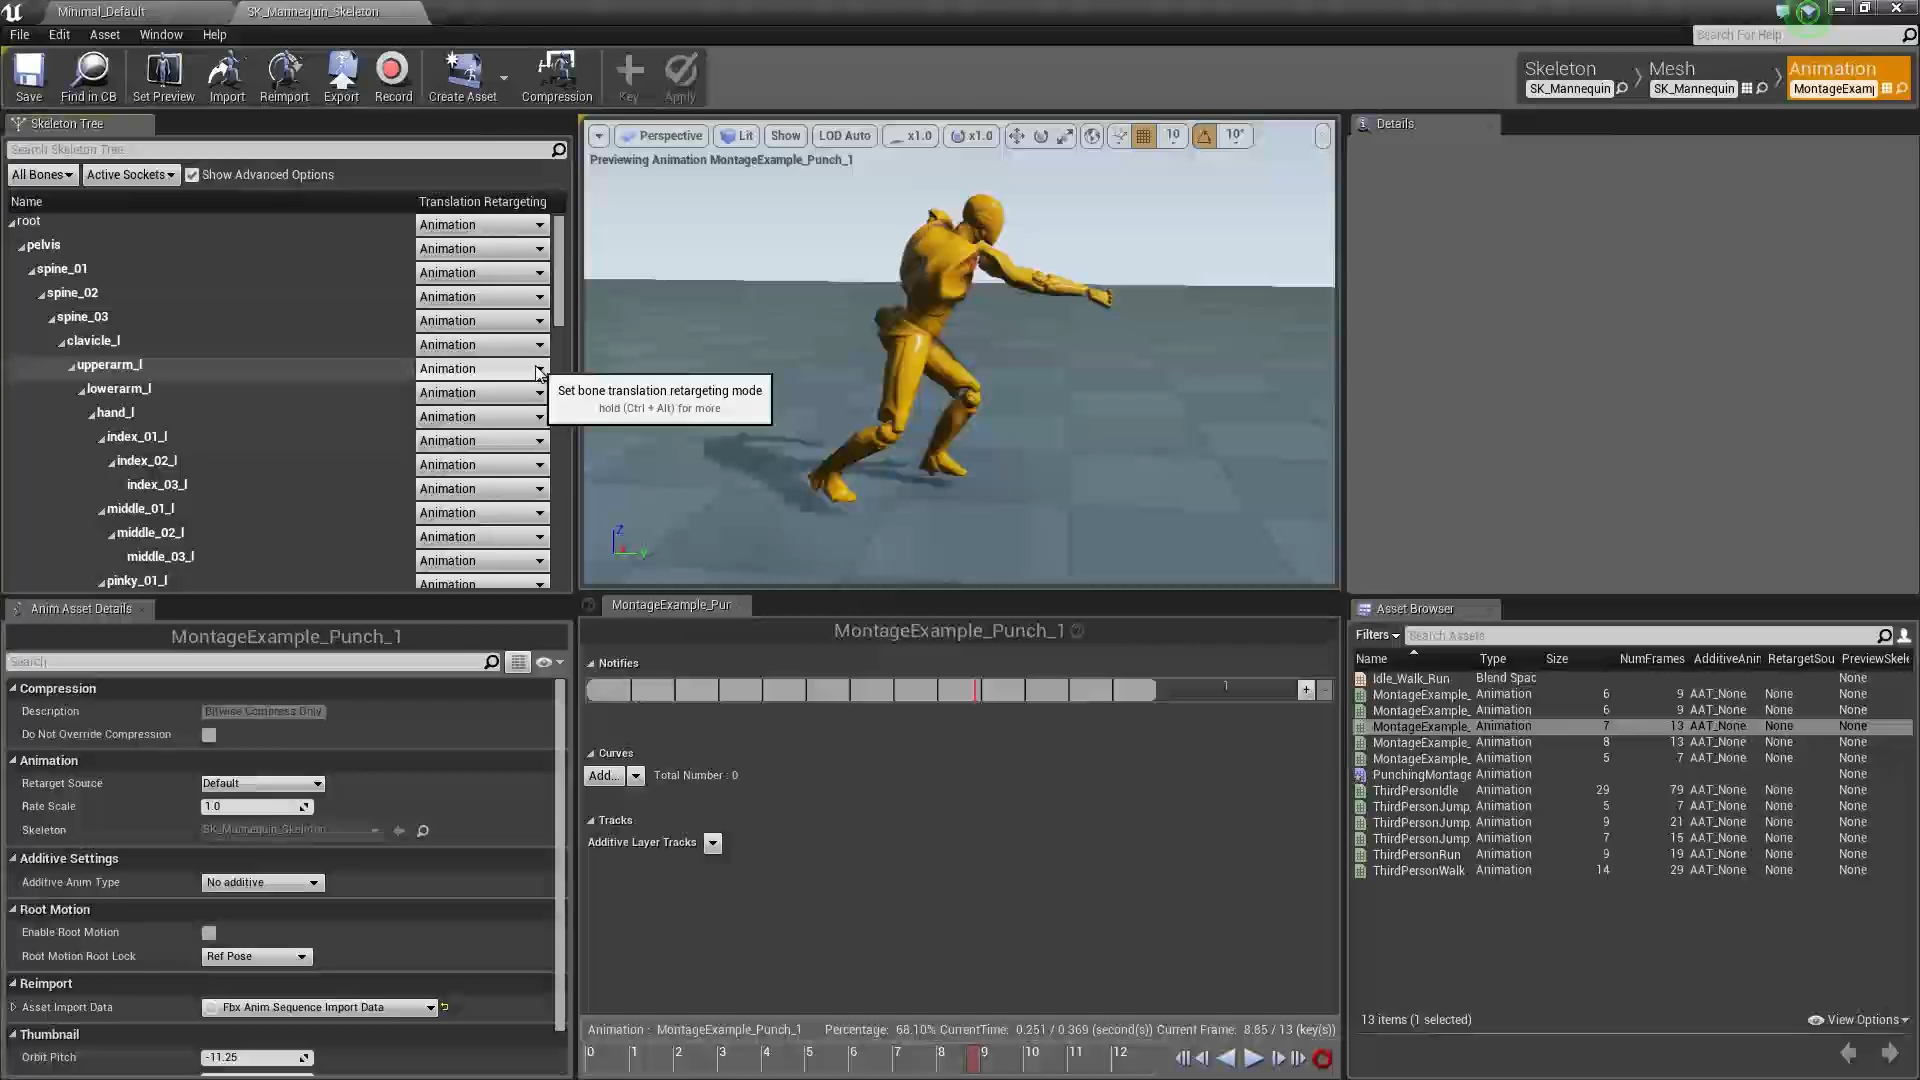 Minimal_Default
SK_Mannequin_Skeleton
File Edit Asset Window Help
Search For Help
Save
Find in CB
Set Preview
Import
Reimport
Export
Record
Create Asset
Compression
Key
Apply
Skeleton
SK_Mannequin
Mesh
SK_Mannequin
Animation
MontageExam
Skeleton Tree
Search Skeleton Tree
All Bones Active Sockets Show Advanced Options
Name Translation Retargeting
root Animation
pelvis Animation
spine_01 Animation
spine_02 Animation
spine_03 Animation
clavicle_l Animation
upperarm_l Animation
lowerarm_l Animation
hand_l Animation
index_01_l Animation
index_02_l Animation
index_03_l Animation
middle_01_l Animation
middle_02_l Animation
middle_03_l Animation
pinky_01_l Animation
Perspective Lit Show LOD Auto x1.0 x1.0 10 10°
Previewing Animation MontageExample_Punch_1
Set bone translation retargeting mode
hold (Ctrl + Alt) for more
Z
Y
Details
Anim Asset Details
MontageExample_Punch_1
Search
Compression
Description Bitwise Compress Only
Do Not Override Compression
Animation
Retarget Source Default
Rate Scale 1.0
Skeleton SK_Mannequin_Skeleton
Additive Settings
Additive Anim Type No additive
Root Motion
Enable Root Motion
Root Motion Root Lock Ref Pose
Reimport
Asset Import Data Fbx Anim Sequence Import Data
Thumbnail
Orbit Pitch -11.25
MontageExample_Pun
MontageExample_Punch_1
Notifies
1
Curves
Add... Total Number : 0
Tracks
Additive Layer Tracks
Animation : MontageExample_Punch_1 Percentage: 68.10% CurrentTime: 0.251 / 0.369 (second(s)) Current Frame: 8.85 / 13 (key(s))
0 1 2 3 4 5 6 7 8 9 10 11 12
Asset Browser
Filters Search Assets
Name Type Size NumFrames AdditiveAnim RetargetSou PreviewSkele
Idle_Walk_Run Blend Spac None
MontageExample_ Animation 6 9 AAT_None None None
MontageExample_ Animation 6 9 AAT_None None None
MontageExample_ Animation 7 13 AAT_None None None
MontageExample_ Animation 8 13 AAT_None None None
MontageExample_ Animation 5 7 AAT_None None None
PunchingMontage Animation None
ThirdPersonIdle Animation 29 79 AAT_None None None
ThirdPersonJump_ Animation 5 7 AAT_None None None
ThirdPersonJump_ Animation 9 21 AAT_None None None
ThirdPersonJump_ Animation 7 15 AAT_None None None
ThirdPersonRun Animation 9 19 AAT_None None None
ThirdPersonWalk Animation 14 29 AAT_None None None
13 items (1 selected)
View Options